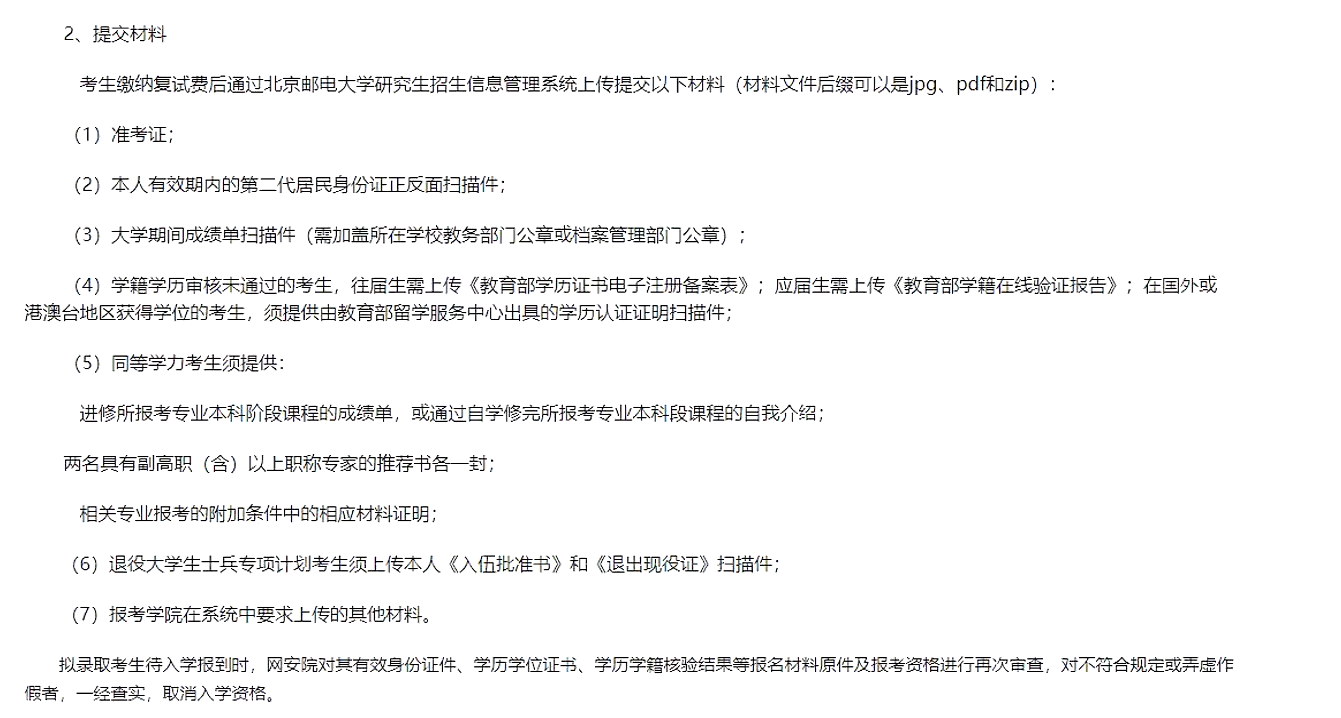 2、提交材料
考生缴纳复试费后通过北京邮电大学研究生招生信息管理系统上传提交以下材料（材料文件后缀可以是jpg、pdf和zip）：
（1）准考证；
（2）本人有效期内的第二代居民身份证正反面扫描件；
（3）大学期间成绩单扫描件（需加盖所在学校教务部门公章或档案管理部门公章）；
（4）学籍学历审核未通过的考生，往届生需上传《教育部学历证书电子注册备案表》；应届生需上传《教育部学籍在线验证报告》；在国外或
港澳台地区获得学位的考生，须提供由教育部留学服务中心出具的学历认证证明扫描件；
（5）同等学力考生须提供：
进修所报考专业本科阶段课程的成绩单，或通过自学修完所报考专业本科段课程的自我介绍；
两名具有副高职（含）以上职称专家的推荐书各一封；
相关专业报考的附加条件中的相应材料证明；
（6）退役大学生士兵专项计划考生须上传本人《入伍批准书》和《退出现役证》扫描件；
（7）报考学院在系统中要求上传的其他材料。
拟录取考生待入学报到时，网安院对其有效身份证件、学历学位证书、学历学籍核验结果等报名材料原件及报考资格进行再次审查，对不符合规定或弄虚作
假者，一经查实，取消入学资格。